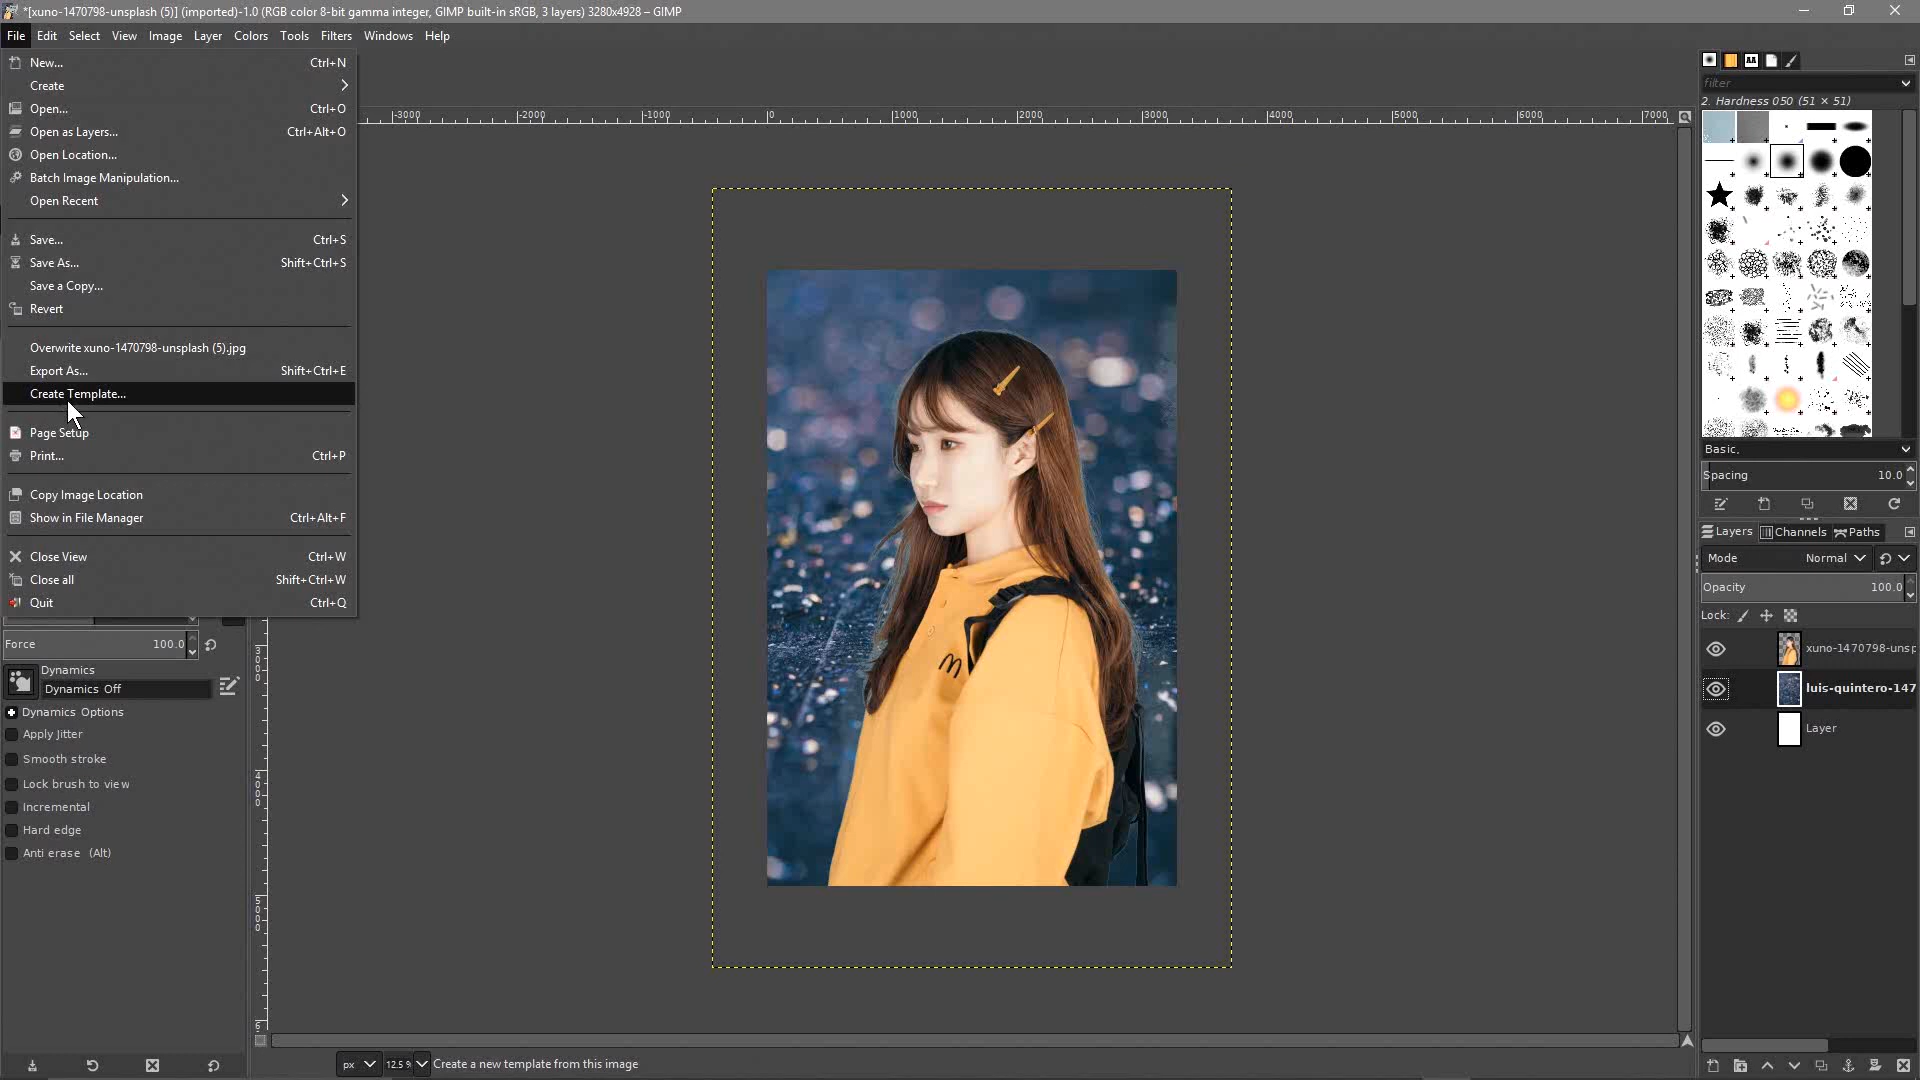 *[xuno-1470798-unsplash (5)] (imported)-1.0 (RGB color 8-bit gamma integer, GIMP built-in sRGB, 3 layers) 3280x4928 – GIMP
File Edit Select View Image Layer Colors Tools Filters Windows Help
New... Ctrl+N
Create
Open... Ctrl+O
Open as Layers... Ctrl+Alt+O
Open Location...
Batch Image Manipulation...
Open Recent
Save... Ctrl+S
Save As... Shift+Ctrl+S
Save a Copy...
Revert
Overwrite xuno-1470798-unsplash (5).jpg
Export As... Shift+Ctrl+E
Create Template...
Page Setup
Print... Ctrl+P
Copy Image Location
Show in File Manager Ctrl+Alt+F
Close View Ctrl+W
Close all Shift+Ctrl+W
Quit Ctrl+Q
Force 100.0
Dynamics
Dynamics Off
Dynamics Options
Apply Jitter
Smooth stroke
Lock brush to view
Incremental
Hard edge
Anti erase (Alt)
-3000 -2000 -1000 0 1000 2000 3000 4000 5000 6000 7000
3000
4000
5000
6
px 12.5 % Create a new template from this image
filter
2. Hardness 050 (51 × 51)
Basic,
Spacing 10.0
Layers Channels Paths
Mode Normal
Opacity 100.0
Lock:
xuno-1470798-unsp
luis-quintero-147
Layer